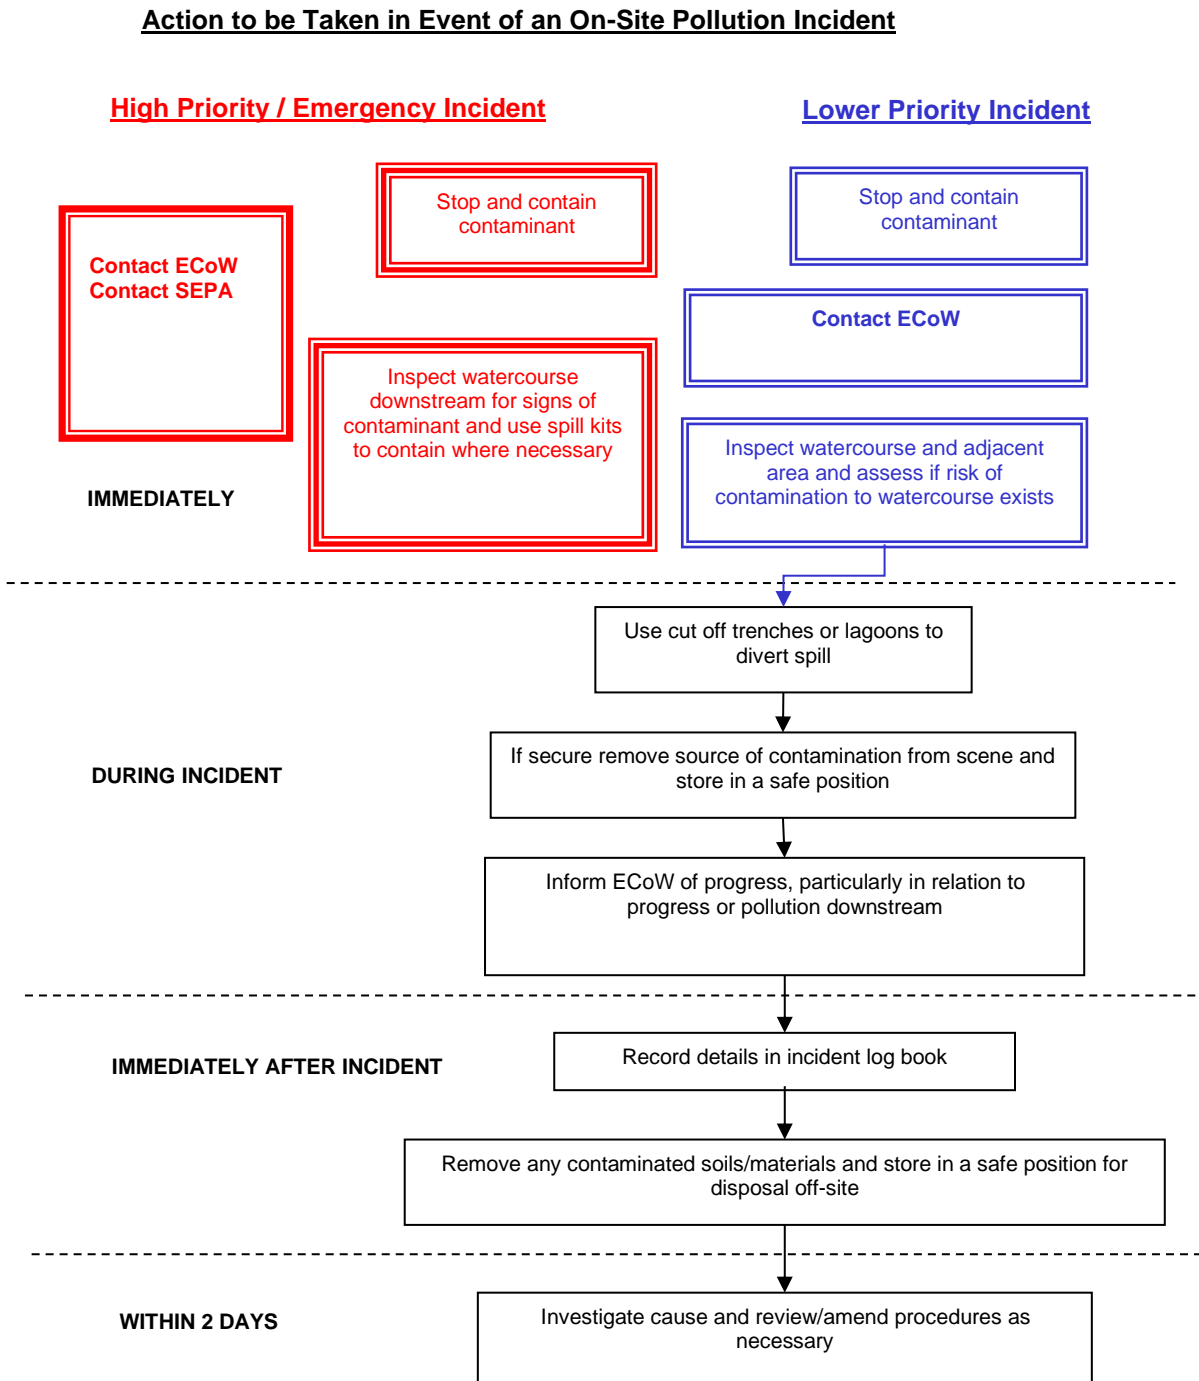 Action to be Taken in Event of an On-Site Pollution Incident
High Priority / Emergency Incident
Lower Priority Incident
Contact ECoW
Contact SEPA
Stop and contain
contaminant
Inspect watercourse
downstream for signs of
contaminant and use spill kits
to contain where necessary
Stop and contain
contaminant
Contact ECoW
Inspect watercourse and adjacent
area and assess if risk of
contamination to watercourse exists
IMMEDIATELY
Use cut off trenches or lagoons to
divert spill
DURING INCIDENT
If secure remove source of contamination from scene and
store in a safe position
Inform ECoW of progress, particularly in relation to
progress or pollution downstream
IMMEDIATELY AFTER INCIDENT
Record details in incident log book
Remove any contaminated soils/materials and store in a safe position for
disposal off-site
WITHIN 2 DAYS
Investigate cause and review/amend procedures as
necessary